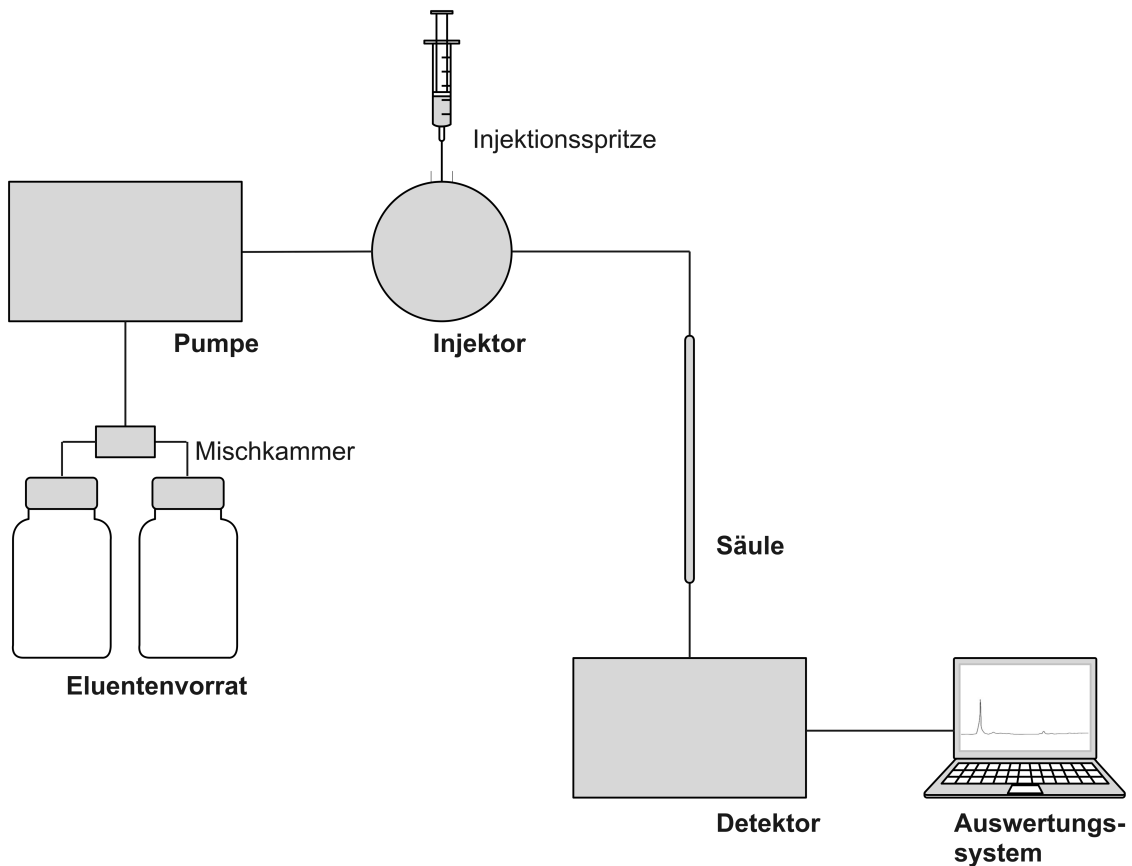 Injektionsspritze
Pumpe
Injektor
Mischkammer
Säule
Eluentenvorrat
Detektor
Auswertungs-
system